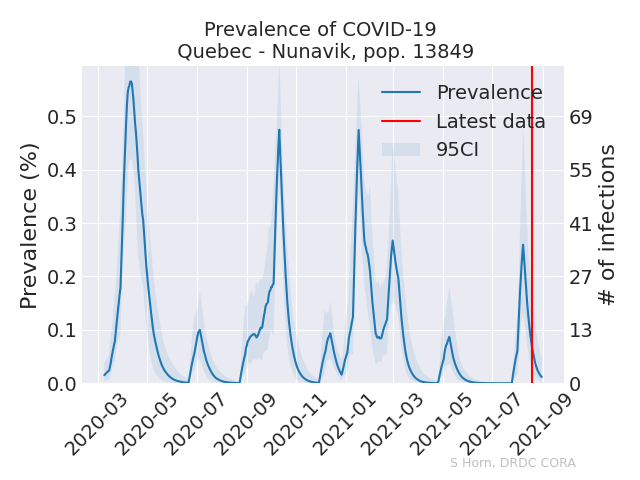 Prevalence of COVID-19
Quebec - Nunavik, pop. 13849
Prevalence
Latest data
95CI
Prevalence (%)
0.5
0.4
0.3
0.2
0.1
0.0
# of infections
69
55
41
27
13
0
2020-03
2020-05
2020-07
2020-09
2020-11
2021-01
2021-03
2021-05
2021-07
2021-09
S Horn, DRDC CORA